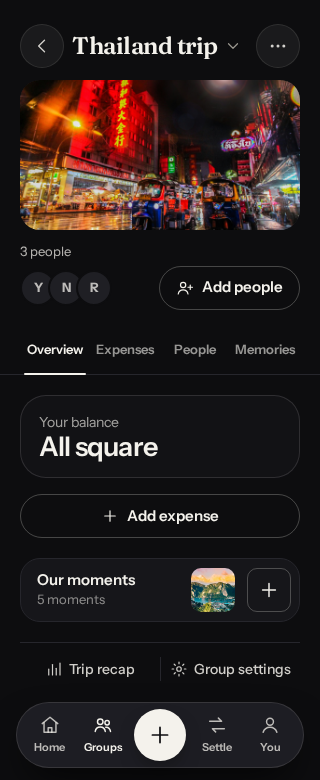 Thailand trip
3 people
Y N R
Add people
Overview Expenses People Memories
Your balance
All square
Add expense
Our moments
5 moments
Trip recap Group settings
Home Groups Settle You